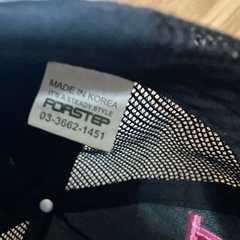 MADE IN KOREA
IT'S A STEADY STYLE
FORSTEP
03-3662-1451